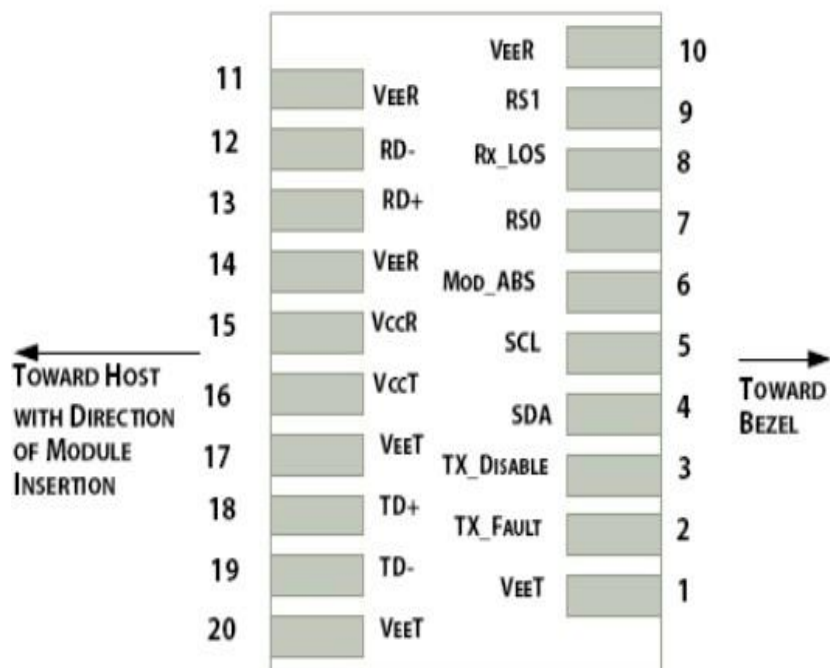 VEER 10
11 VEER
RS1 9
12 RD-
RX_LOS 8
13 RD+
RS0 7
14 VEER
MOD_ABS 6
15 VCCR
SCL 5
TOWARD HOST
WITH DIRECTION
OF MODULE
INSERTION
TOWARD
BEZEL
16 VCCT
SDA 4
17 VEET
TX_DISABLE 3
18 TD+
TX_FAULT 2
19 TD-
VEET 1
20 VEET